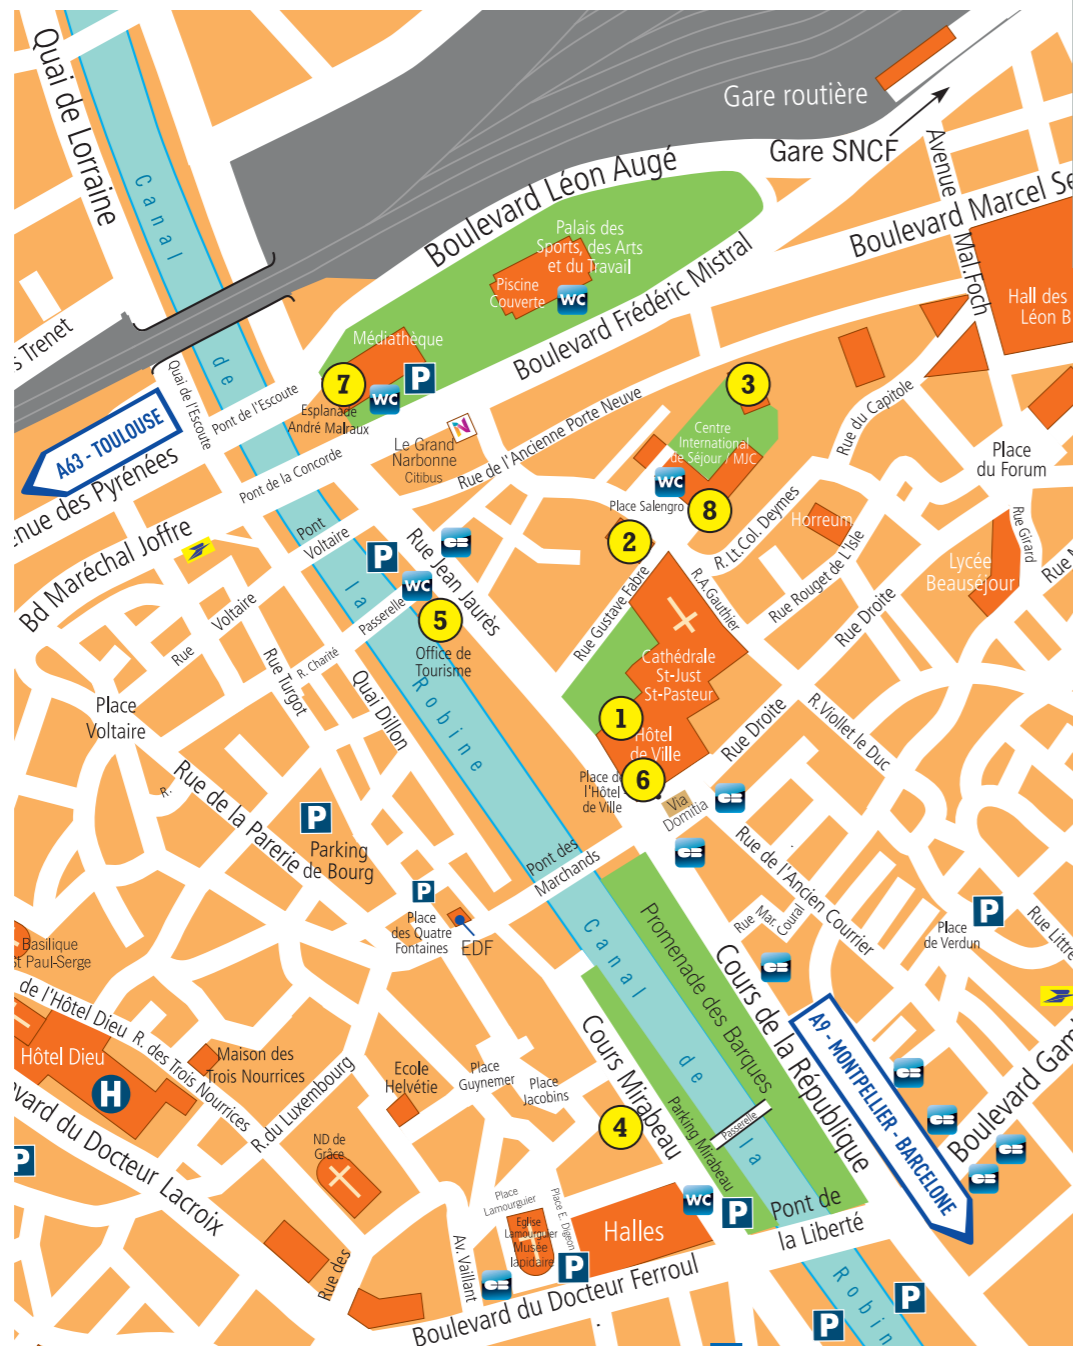 Quai de Lorraine
Canal
Gare routière
Gare SNCF
Avenue
Mal.Foch
Boulevard Léon Augé
Boulevard Marcel Se
Palais des
Sports, des Arts
et du Travail
Piscine
Couverte
WC
Boulevard Frédéric Mistral
Hall des
Léon B
s Trenet
Médiathèque
de
Quai de l'Escoute
Pont de l'Escoute
7
P
WC
Esplanade
André Malraux
3
A63 - TOULOUSE
enue des Pyrénées
Pont de la Concorde
N
Le Grand
Narbonne
Citibus
Rue de l'Ancienne Porte Neuve
Centre
International
de Séjour / MJC
Rue du Capitole
Place
du Forum
WC
Place Salengro
8
2
Bd Maréchal Joffre
Pont
Voltaire
Rue Jean Jaurès
P
WC
la
Passerelle
5
Office de
Tourisme
R. Lt.Col. Deymes
Horreum
Rue Girard
Lycée
Beauséjour
Rue
Rue Gustave Fabre
R.A.Gauthier
Rue Rouget de L'Isle
Rue Droite
Cathédrale
St-Just
St-Pasteur
Rue
Voltaire
Rue Turgot
R. Charité
Quai Dillon
Robine
Place
Voltaire
1
Hôtel
de Ville
6
Place de
l'Hôtel
de Ville
Via
Domitia
Rue Droite
R.Viollet le Duc
R.
Rue de la Parerie
P
Parking
de Bourg
Pont des
Marchands
Rue de l'Ancien Courrier
Rue
Mar.
Coural
P
Place
de Verdun
Rue Littre
P
Place
des Quatre
Fontaines
EDF
Basilique
St Paul-Serge
Canal
Promenade des Barques
Cours de la République
de l'Hôtel Dieu
R. des Trois Nourrices
Hôtel Dieu
H
Maison des
Trois Nourrices
Ecole
Helvétie
Place
Guynemer
Place
Jacobins
Cours Mirabeau
de
Parking Mirabeau
Passerelle
la
4
A9 - MONTPELLIER - BARCELONE
Boulevard Gam
R.du Luxembourg
ND de
Grâce
P
vard du Docteur Lacroix
Place
Lamourguier
Place E. Digeon
Eglise
Lamourguier
Musée
lapidaire
Halles
WC
P
Pont de
la Liberté
Av. Vaillant
P
Rue des
Boulevard du Docteur Ferroul
Robin
P
P